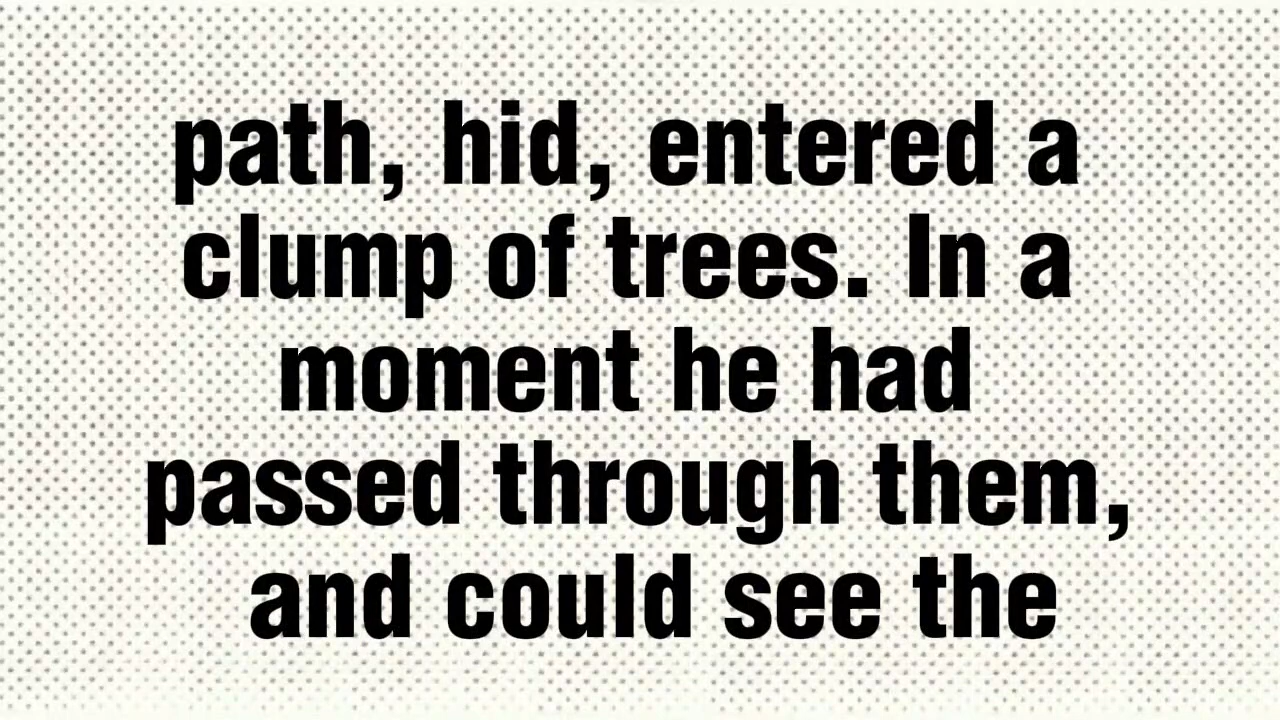 path, hid, entered a
clump of trees. In a
moment he had
passed through them,
and could see the